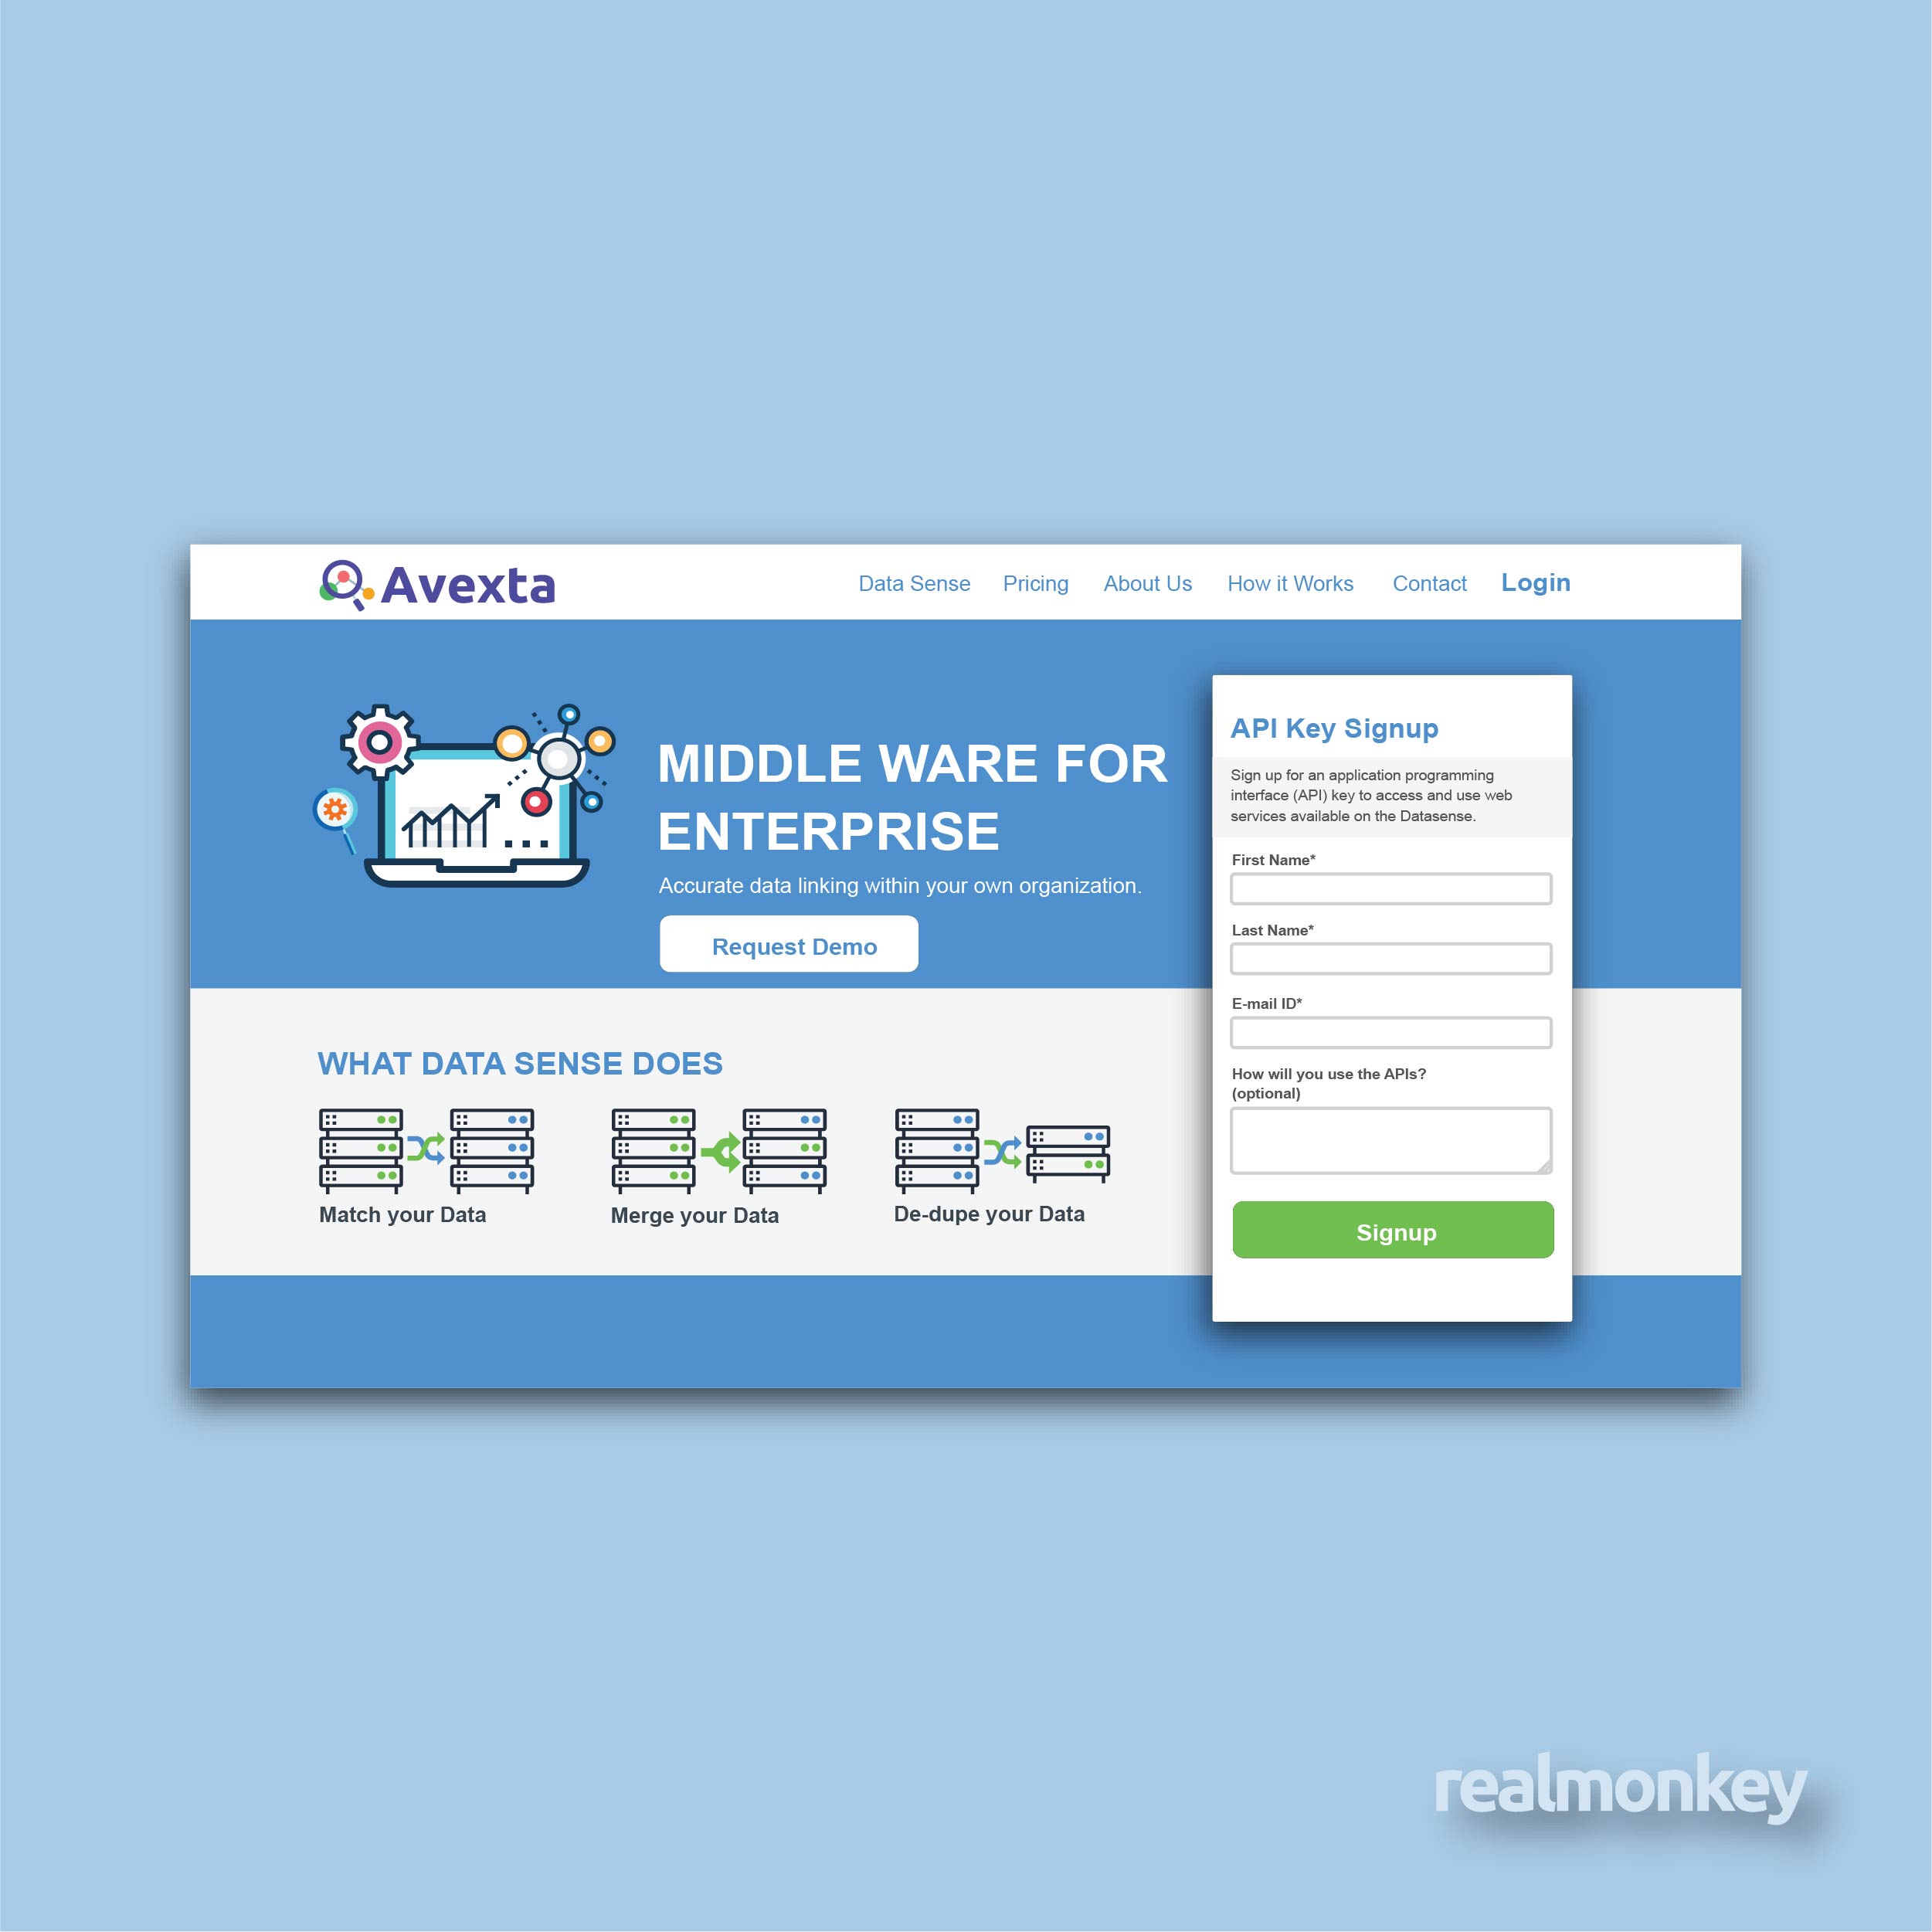 Avexta
Data Sense Pricing About Us How it Works Contact Login
MIDDLE WARE FOR
ENTERPRISE
Accurate data linking within your own organization.
Request Demo
API Key Signup
Sign up for an application programming
interface (API) key to access and use web
services available on the Datasense.
First Name*
Last Name*
E-mail ID*
How will you use the APIs?
(optional)
Signup
WHAT DATA SENSE DOES
Match your Data
Merge your Data
De-dupe your Data
realmonkey